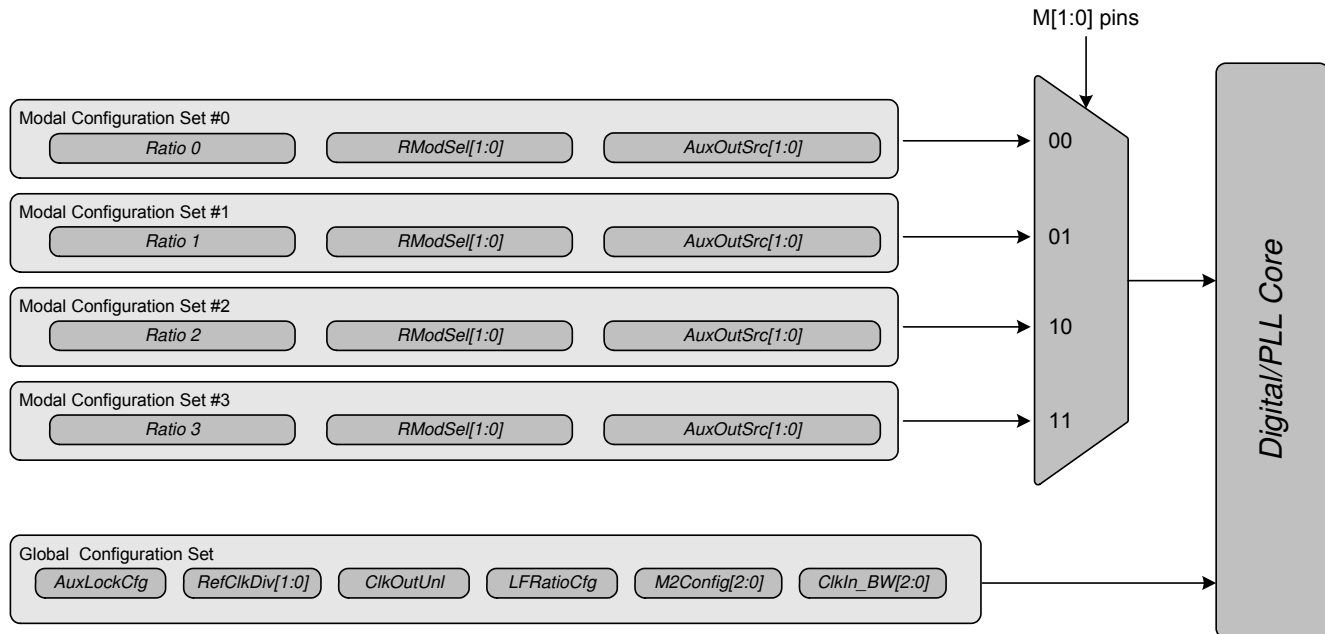 M[1:0] pins
Modal Configuration Set #0
Ratio 0 RModSel[1:0] AuxOutSrc[1:0]
00
Modal Configuration Set #1
Ratio 1 RModSel[1:0] AuxOutSrc[1:0]
01
Modal Configuration Set #2
Ratio 2 RModSel[1:0] AuxOutSrc[1:0]
10
Modal Configuration Set #3
Ratio 3 RModSel[1:0] AuxOutSrc[1:0]
11
Digital/PLL Core
Global Configuration Set
AuxLockCfg RefClkDiv[1:0] ClkOutUnl LFRatioCfg M2Config[2:0] ClkIn_BW[2:0]